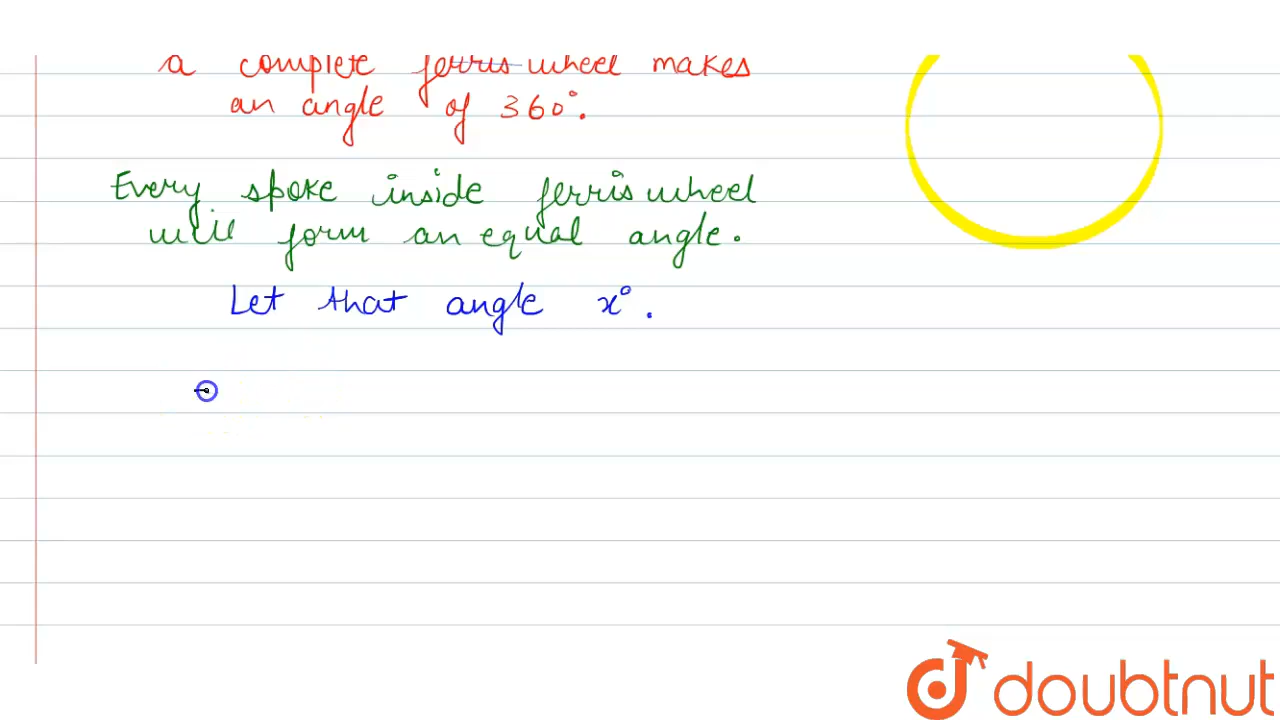 a complete ferris wheel makes
an angle of 360°.
Every spoke inside ferris wheel
will form an equal angle.
Let that angle x°.
doubtnut